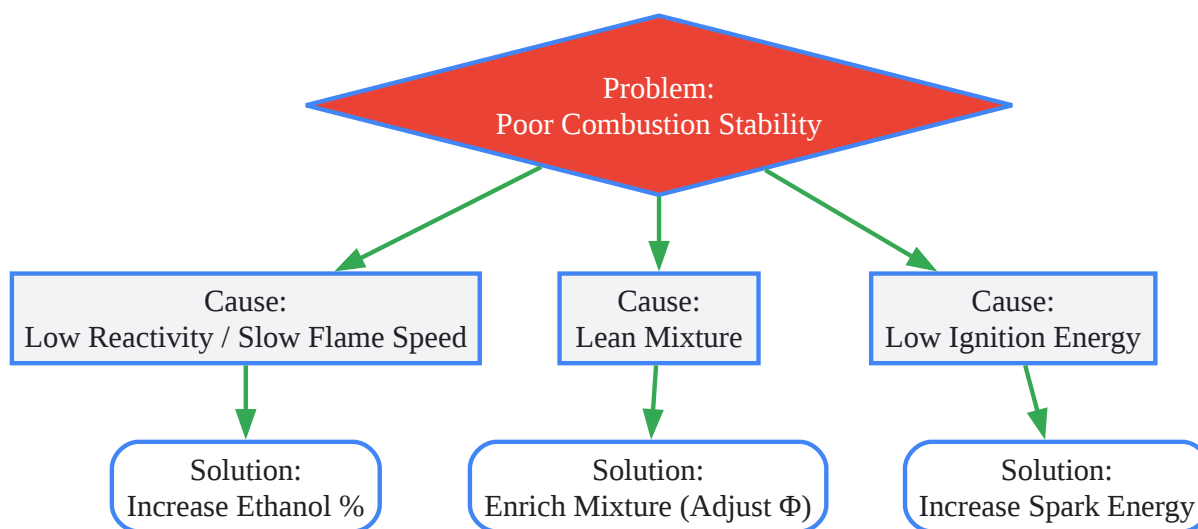 Problem:
Poor Combustion Stability
Cause:
Low Reactivity / Slow Flame Speed
Cause:
Lean Mixture
Cause:
Low Ignition Energy
Solution:
Increase Ethanol %
Solution:
Enrich Mixture (Adjust Φ)
Solution:
Increase Spark Energy